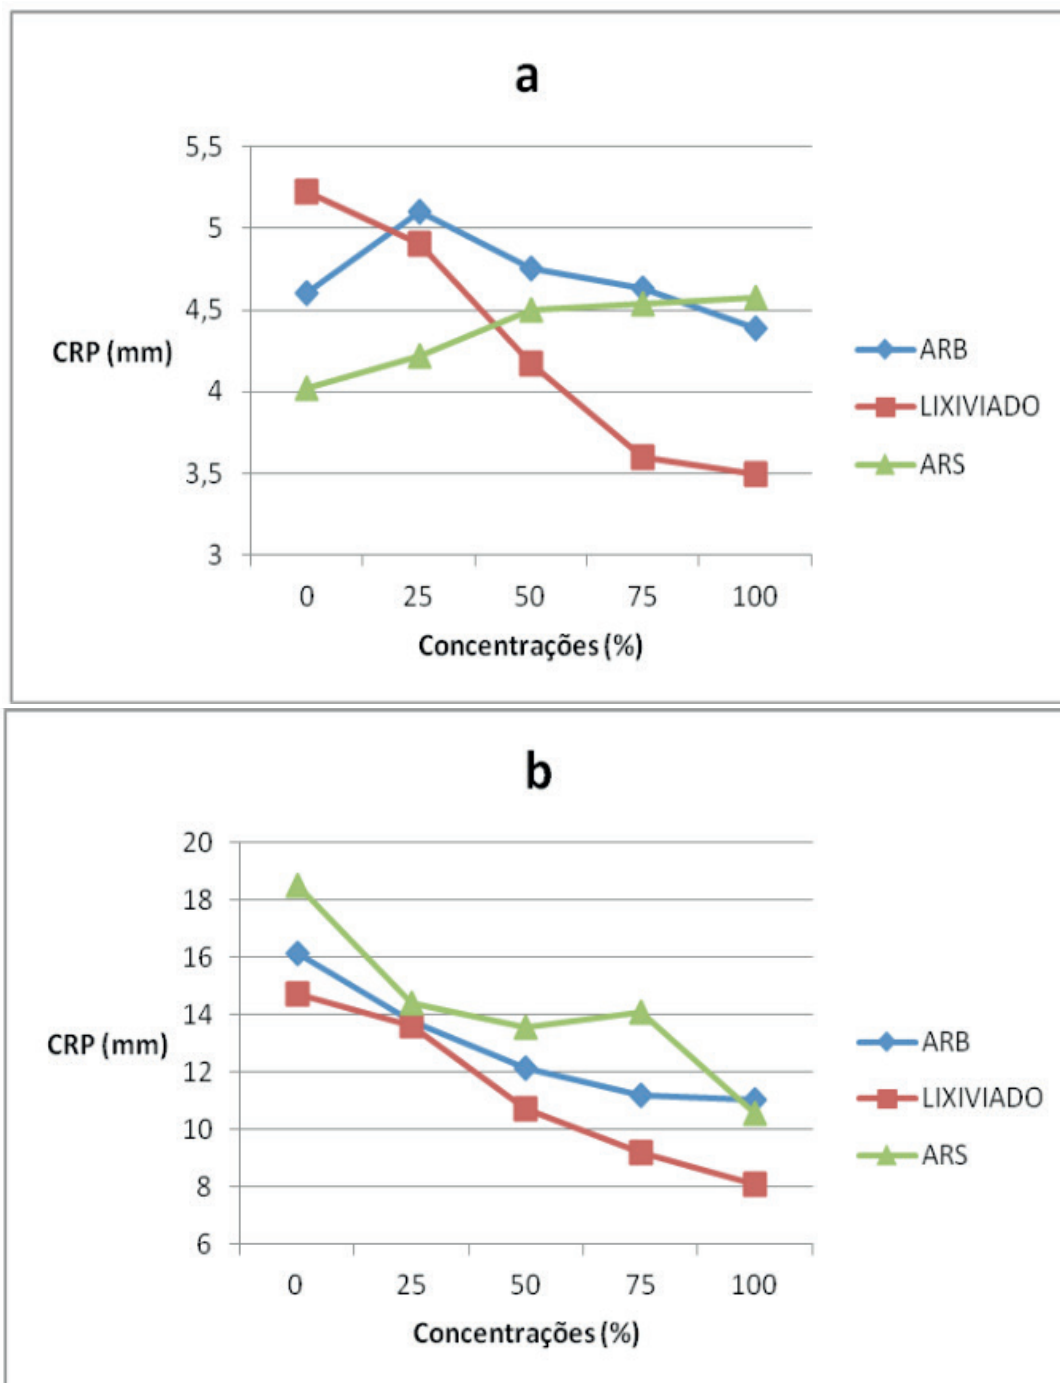 a
5,5
5
4,5
4
3,5
3
CRP (mm)
0 25 50 75 100
Concentrações (%)
ARB
LIXIVIADO
ARS
b
20
18
16
14
12
10
8
6
CRP (mm)
0 25 50 75 100
Concentrações (%)
ARB
LIXIVIADO
ARS